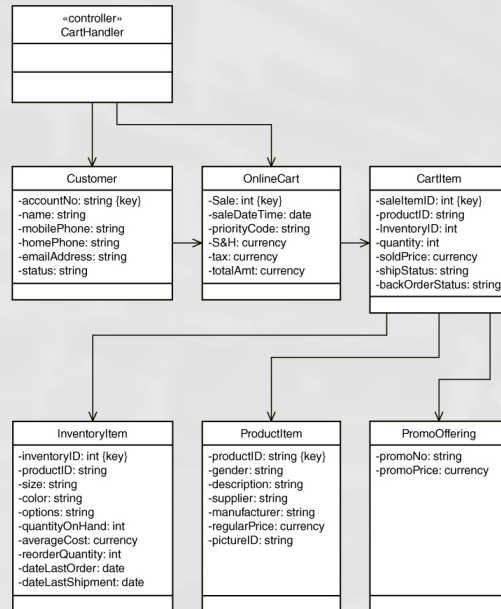 «controller»
CartHandler
Customer
-accountNo: string {key}
-name: string
-mobilePhone: string
-homePhone: string
-emailAddress: string
-status: string
OnlineCart
-Sale: int {key}
-saleDateTime: date
-priorityCode: string
-S&H: currency
-tax: currency
-totalAmt: currency
CartItem
-saleItemID: int {key}
-productID: string
-InventoryID: int
-quantity: int
-soldPrice: currency
-shipStatus: string
-backOrderStatus: string
InventoryItem
-inventoryID: int {key}
-productID: string
-size: string
-color: string
-options: string
-quantityOnHand: int
-averageCost: currency
-reorderQuantity: int
-dateLastOrder: date
-dateLastShipment: date
ProductItem
-productID: string {key}
-gender: string
-description: string
-supplier: string
-manufacturer: string
-regularPrice: currency
-pictureID: string
PromoOffering
-promoNo: string
-promoPrice: currency